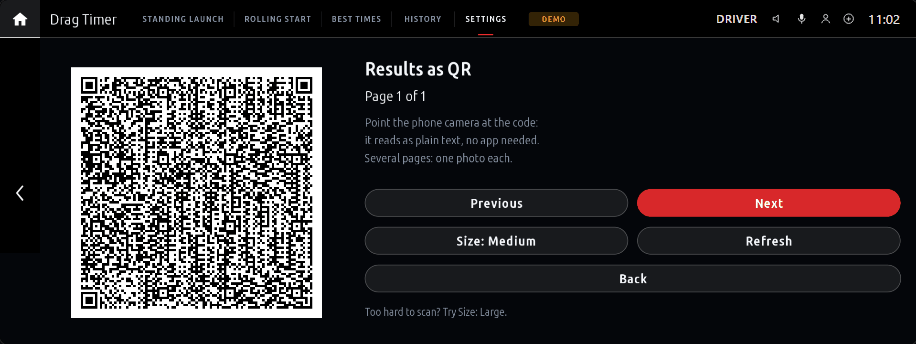 Drag Timer
STANDING LAUNCH
ROLLING START
BEST TIMES
HISTORY
SETTINGS
DEMO
DRIVER
11:02
Results as QR
Page 1 of 1
Point the phone camera at the code:
it reads as plain text, no app needed.
Several pages: one photo each.
Previous
Next
Size: Medium
Refresh
Back
Too hard to scan? Try Size: Large.